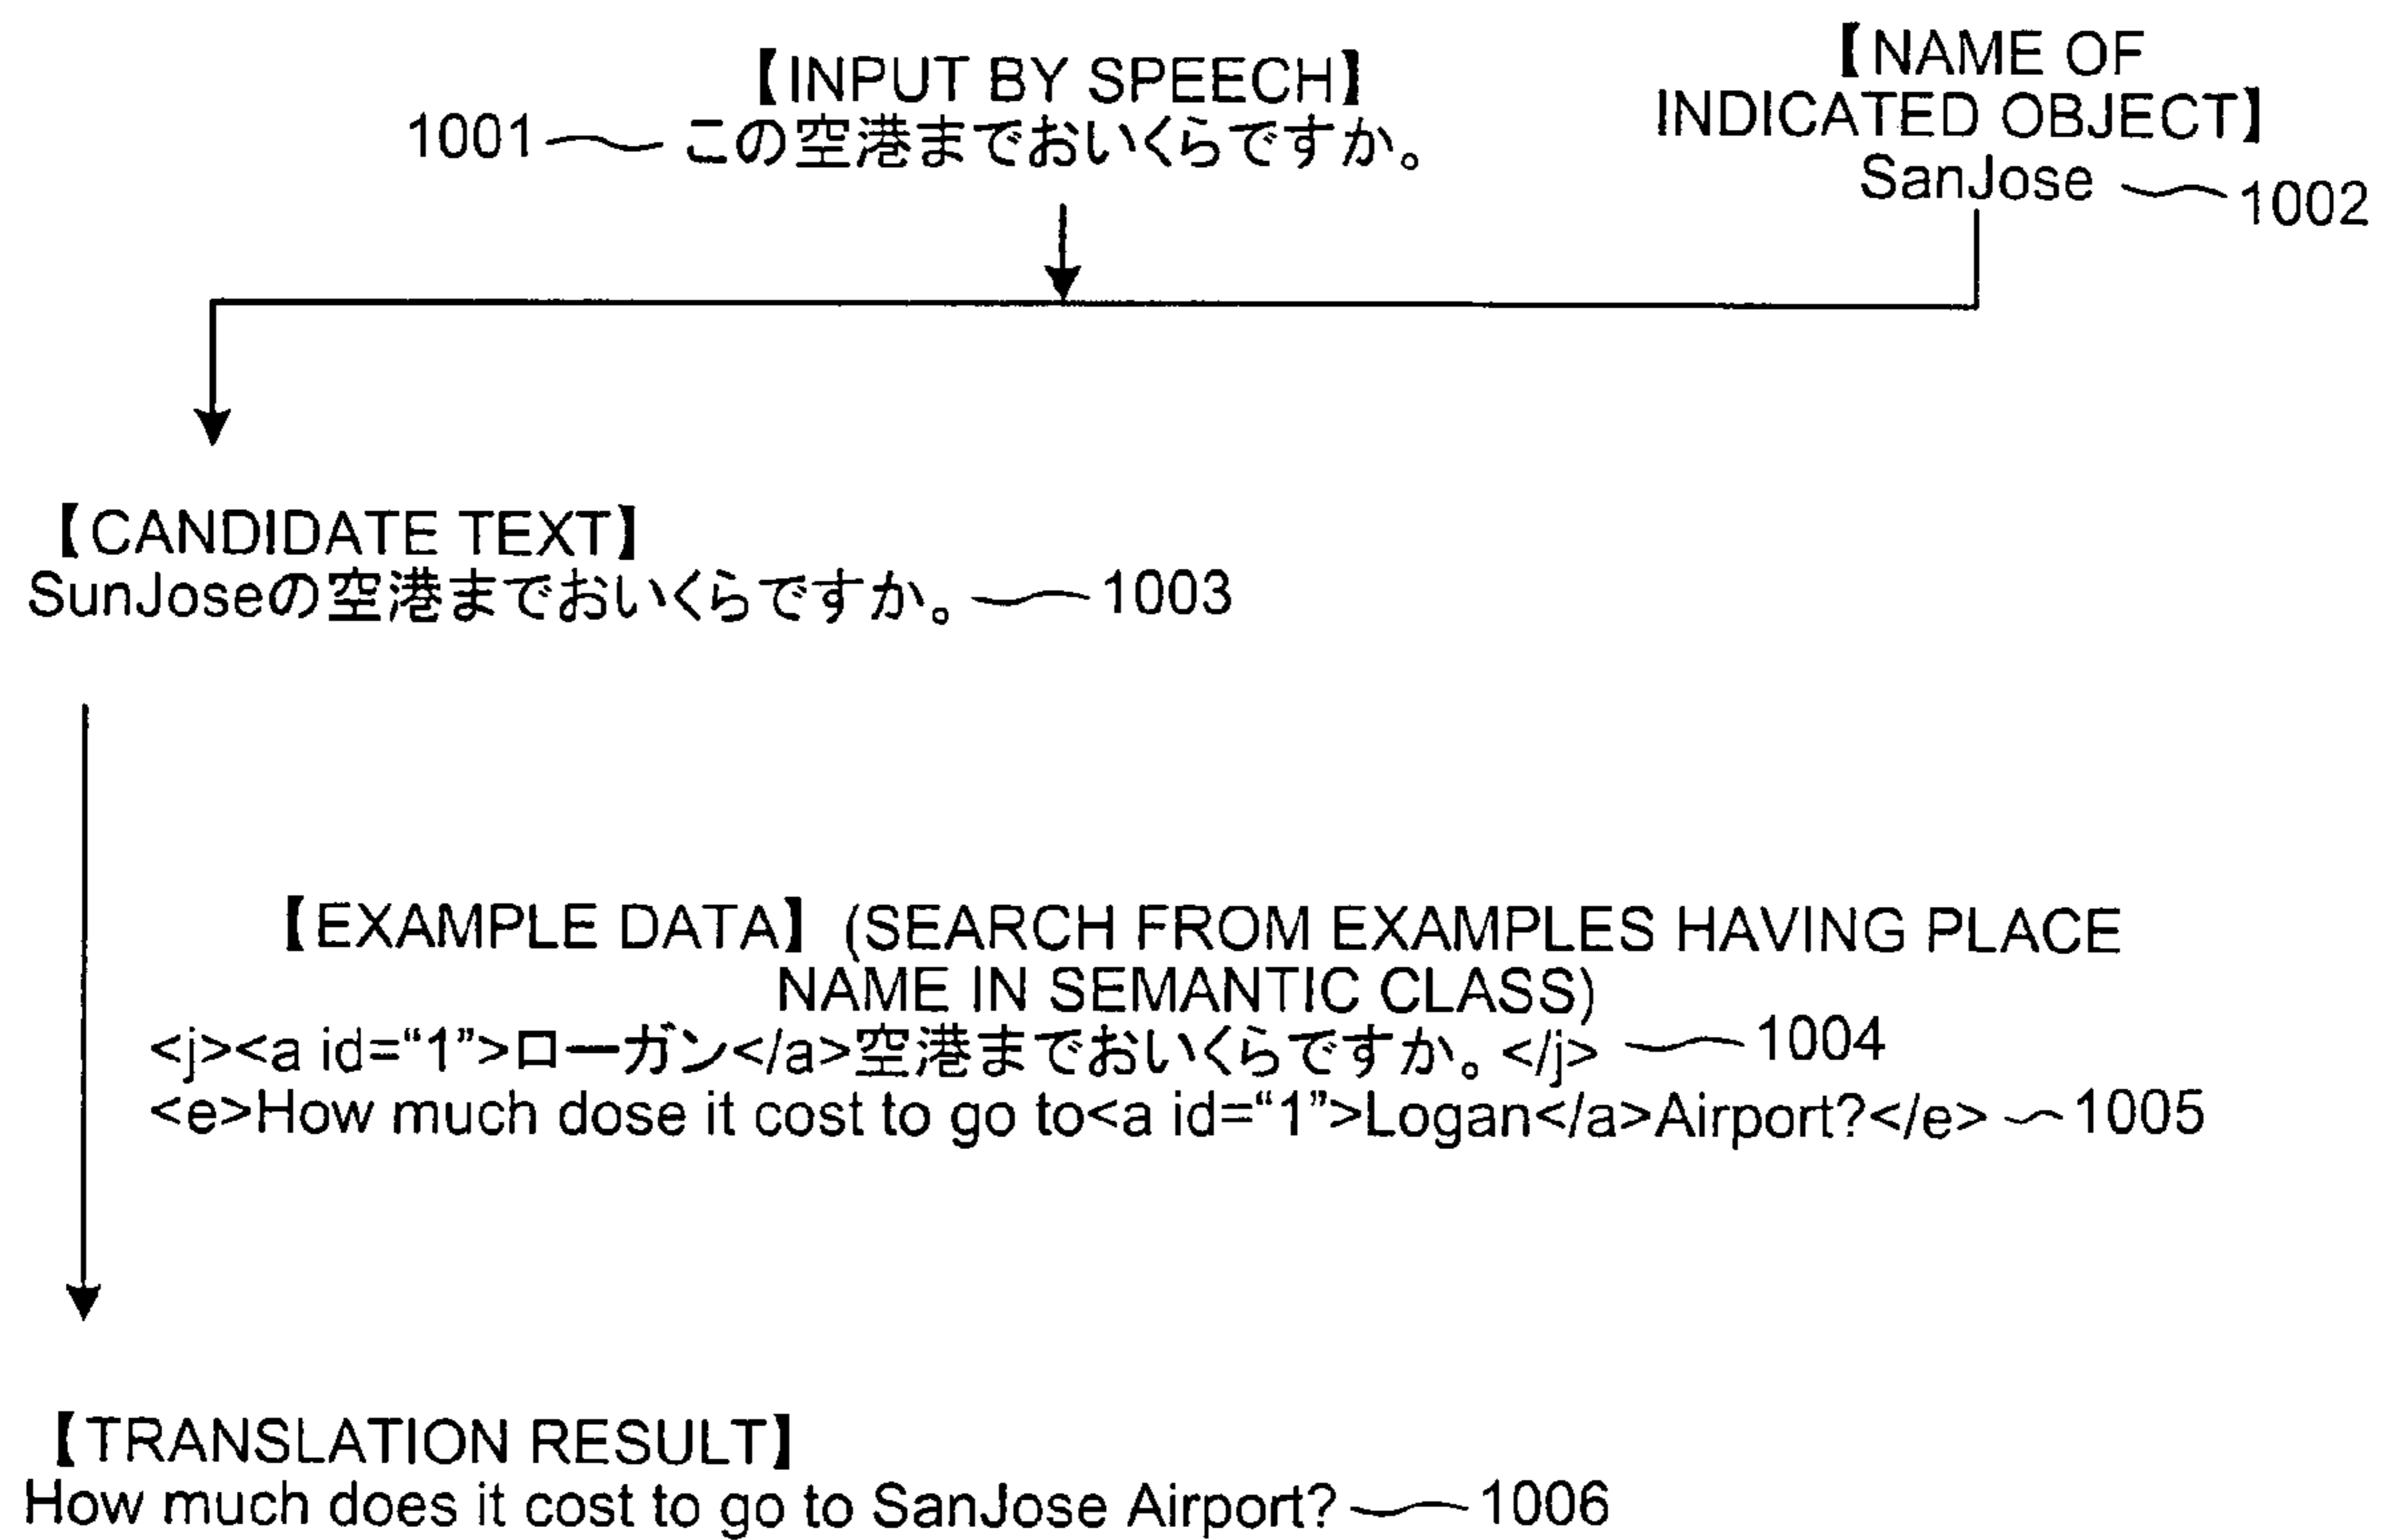 【INPUT BY SPEECH】
1001 この空港までおいくらですか。
【NAME OF
INDICATED OBJECT】
SanJose 1002
【CANDIDATE TEXT】
SunJoseの空港までおいくらですか。 1003
【EXAMPLE DATA】 (SEARCH FROM EXAMPLES HAVING PLACE
NAME IN SEMANTIC CLASS)
<j><a id=“1”>ローガン</a>空港までおいくらですか。</j> 1004
<e>How much dose it cost to go to<a id=“1”>Logan</a>Airport?</e> 1005
【TRANSLATION RESULT】
How much does it cost to go to SanJose Airport? 1006